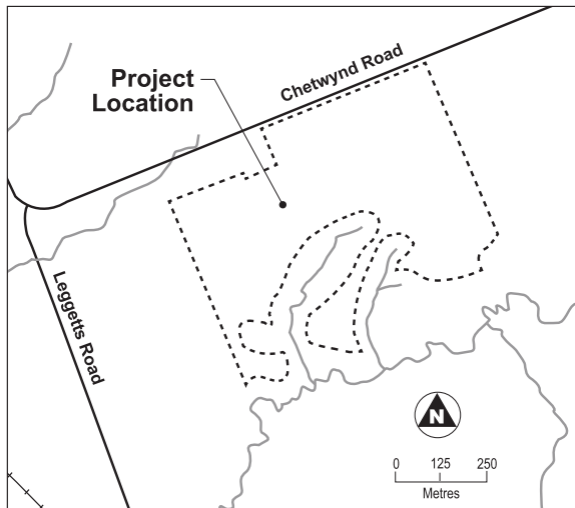 Project
Location
Chetwynd Road
Leggetts Road
N
0 125 250
Metres